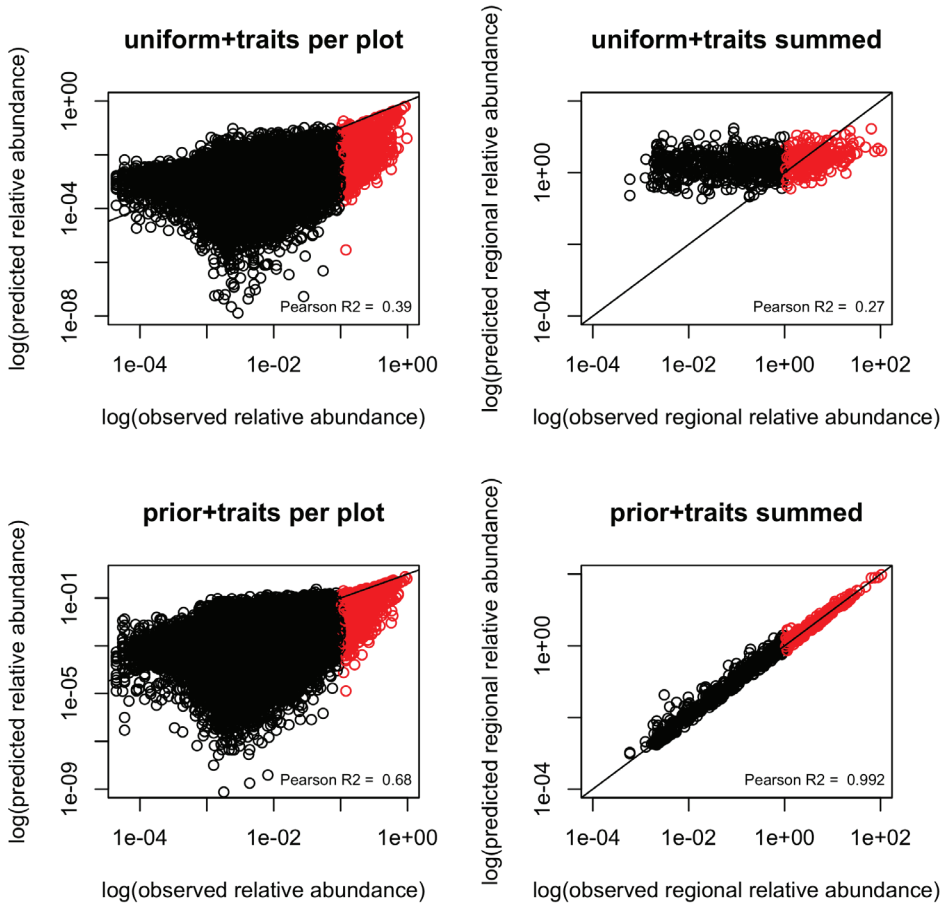 uniform+traits per plot
log(predicted relative abundance)
1e+00
1e-04
1e-08
Pearson R2 = 0.39
1e-04
1e-02
1e+00
log(observed relative abundance)
uniform+traits summed
log(predicted regional relative abundance)
1e+00
1e-04
Pearson R2 = 0.27
1e-04
1e-02
1e+00
1e+02
log(observed regional relative abundance)
prior+traits per plot
log(predicted relative abundance)
1e-01
1e-05
1e-09
Pearson R2 = 0.68
1e-04
1e-02
1e+00
log(observed relative abundance)
prior+traits summed
log(predicted regional relative abundance)
1e+00
1e-04
Pearson R2 = 0.992
1e-04
1e-02
1e+00
1e+02
log(observed regional relative abundance)